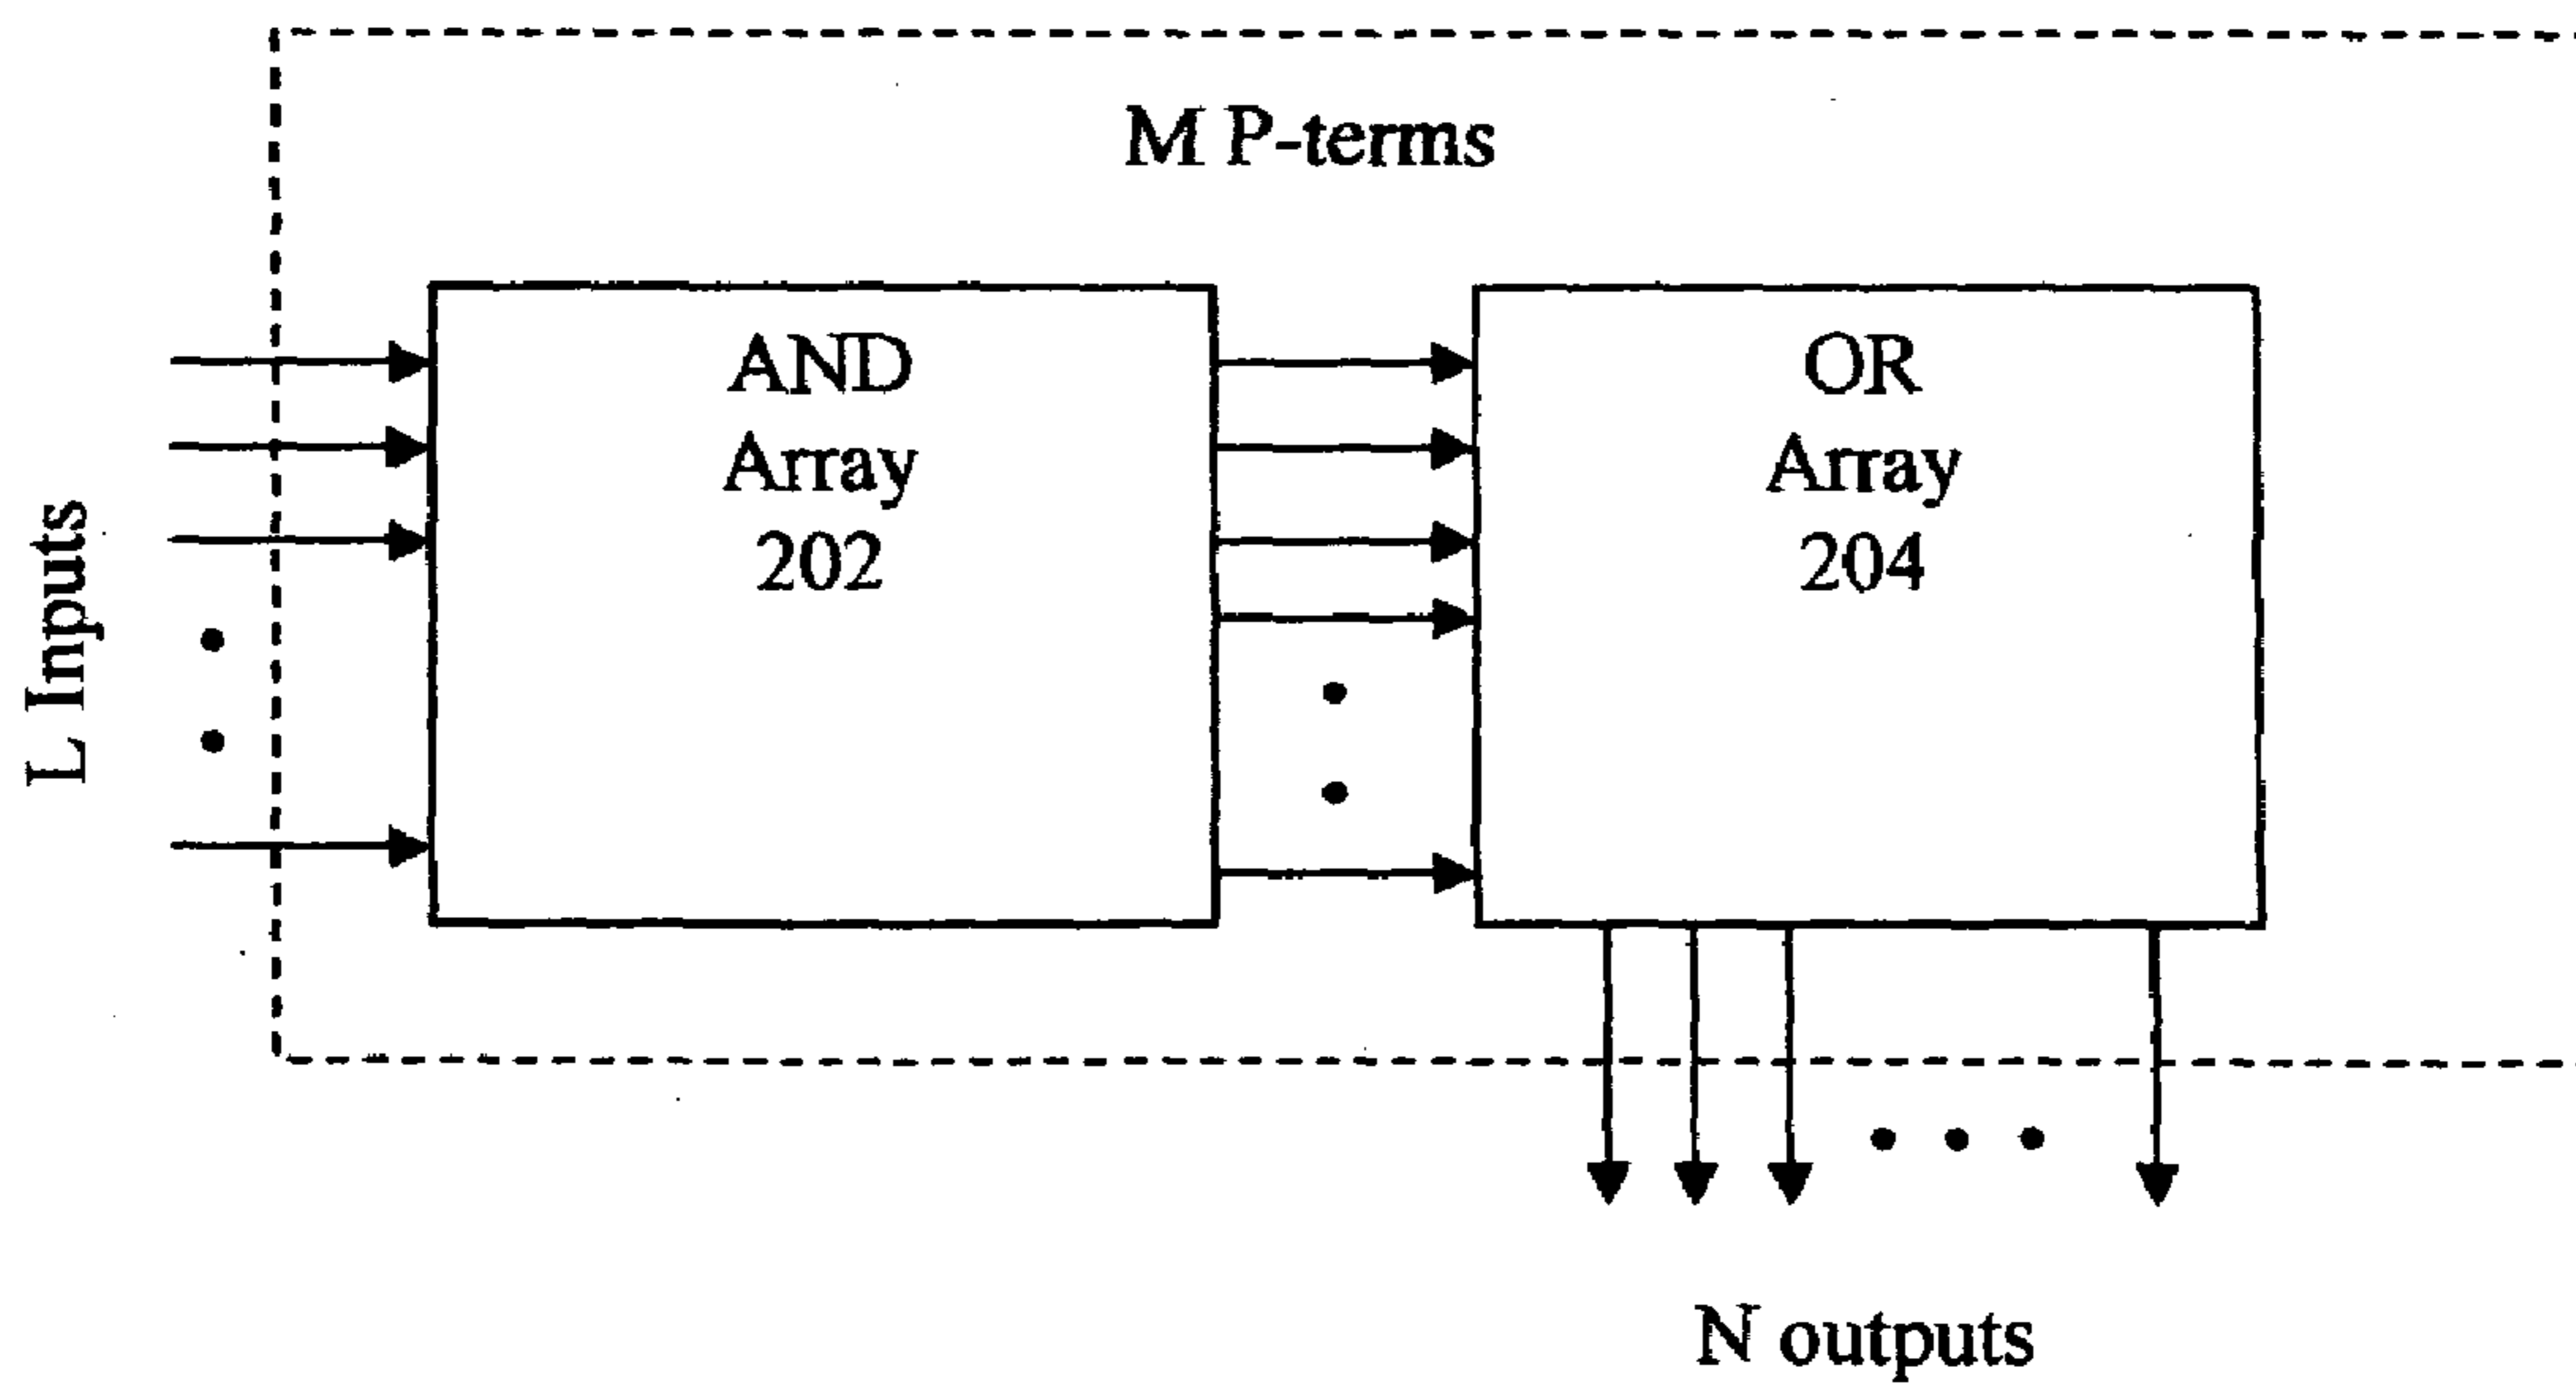 M P-terms
L Inputs
AND
Array
202
OR
Array
204
N outputs